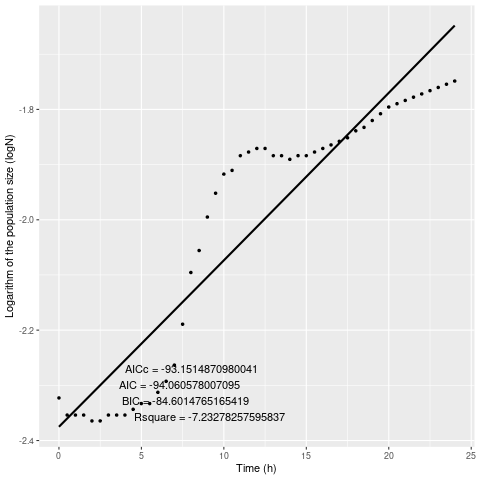 Logarithm of the population size (logN)
-1.8
-2.0
-2.2
-2.4
AICc = -93.1514870980041
AIC = -94.060578007095
BIC = -84.6014765165419
Rsquare = -7.23278257595837
0 5 10 15 20 25
Time (h)